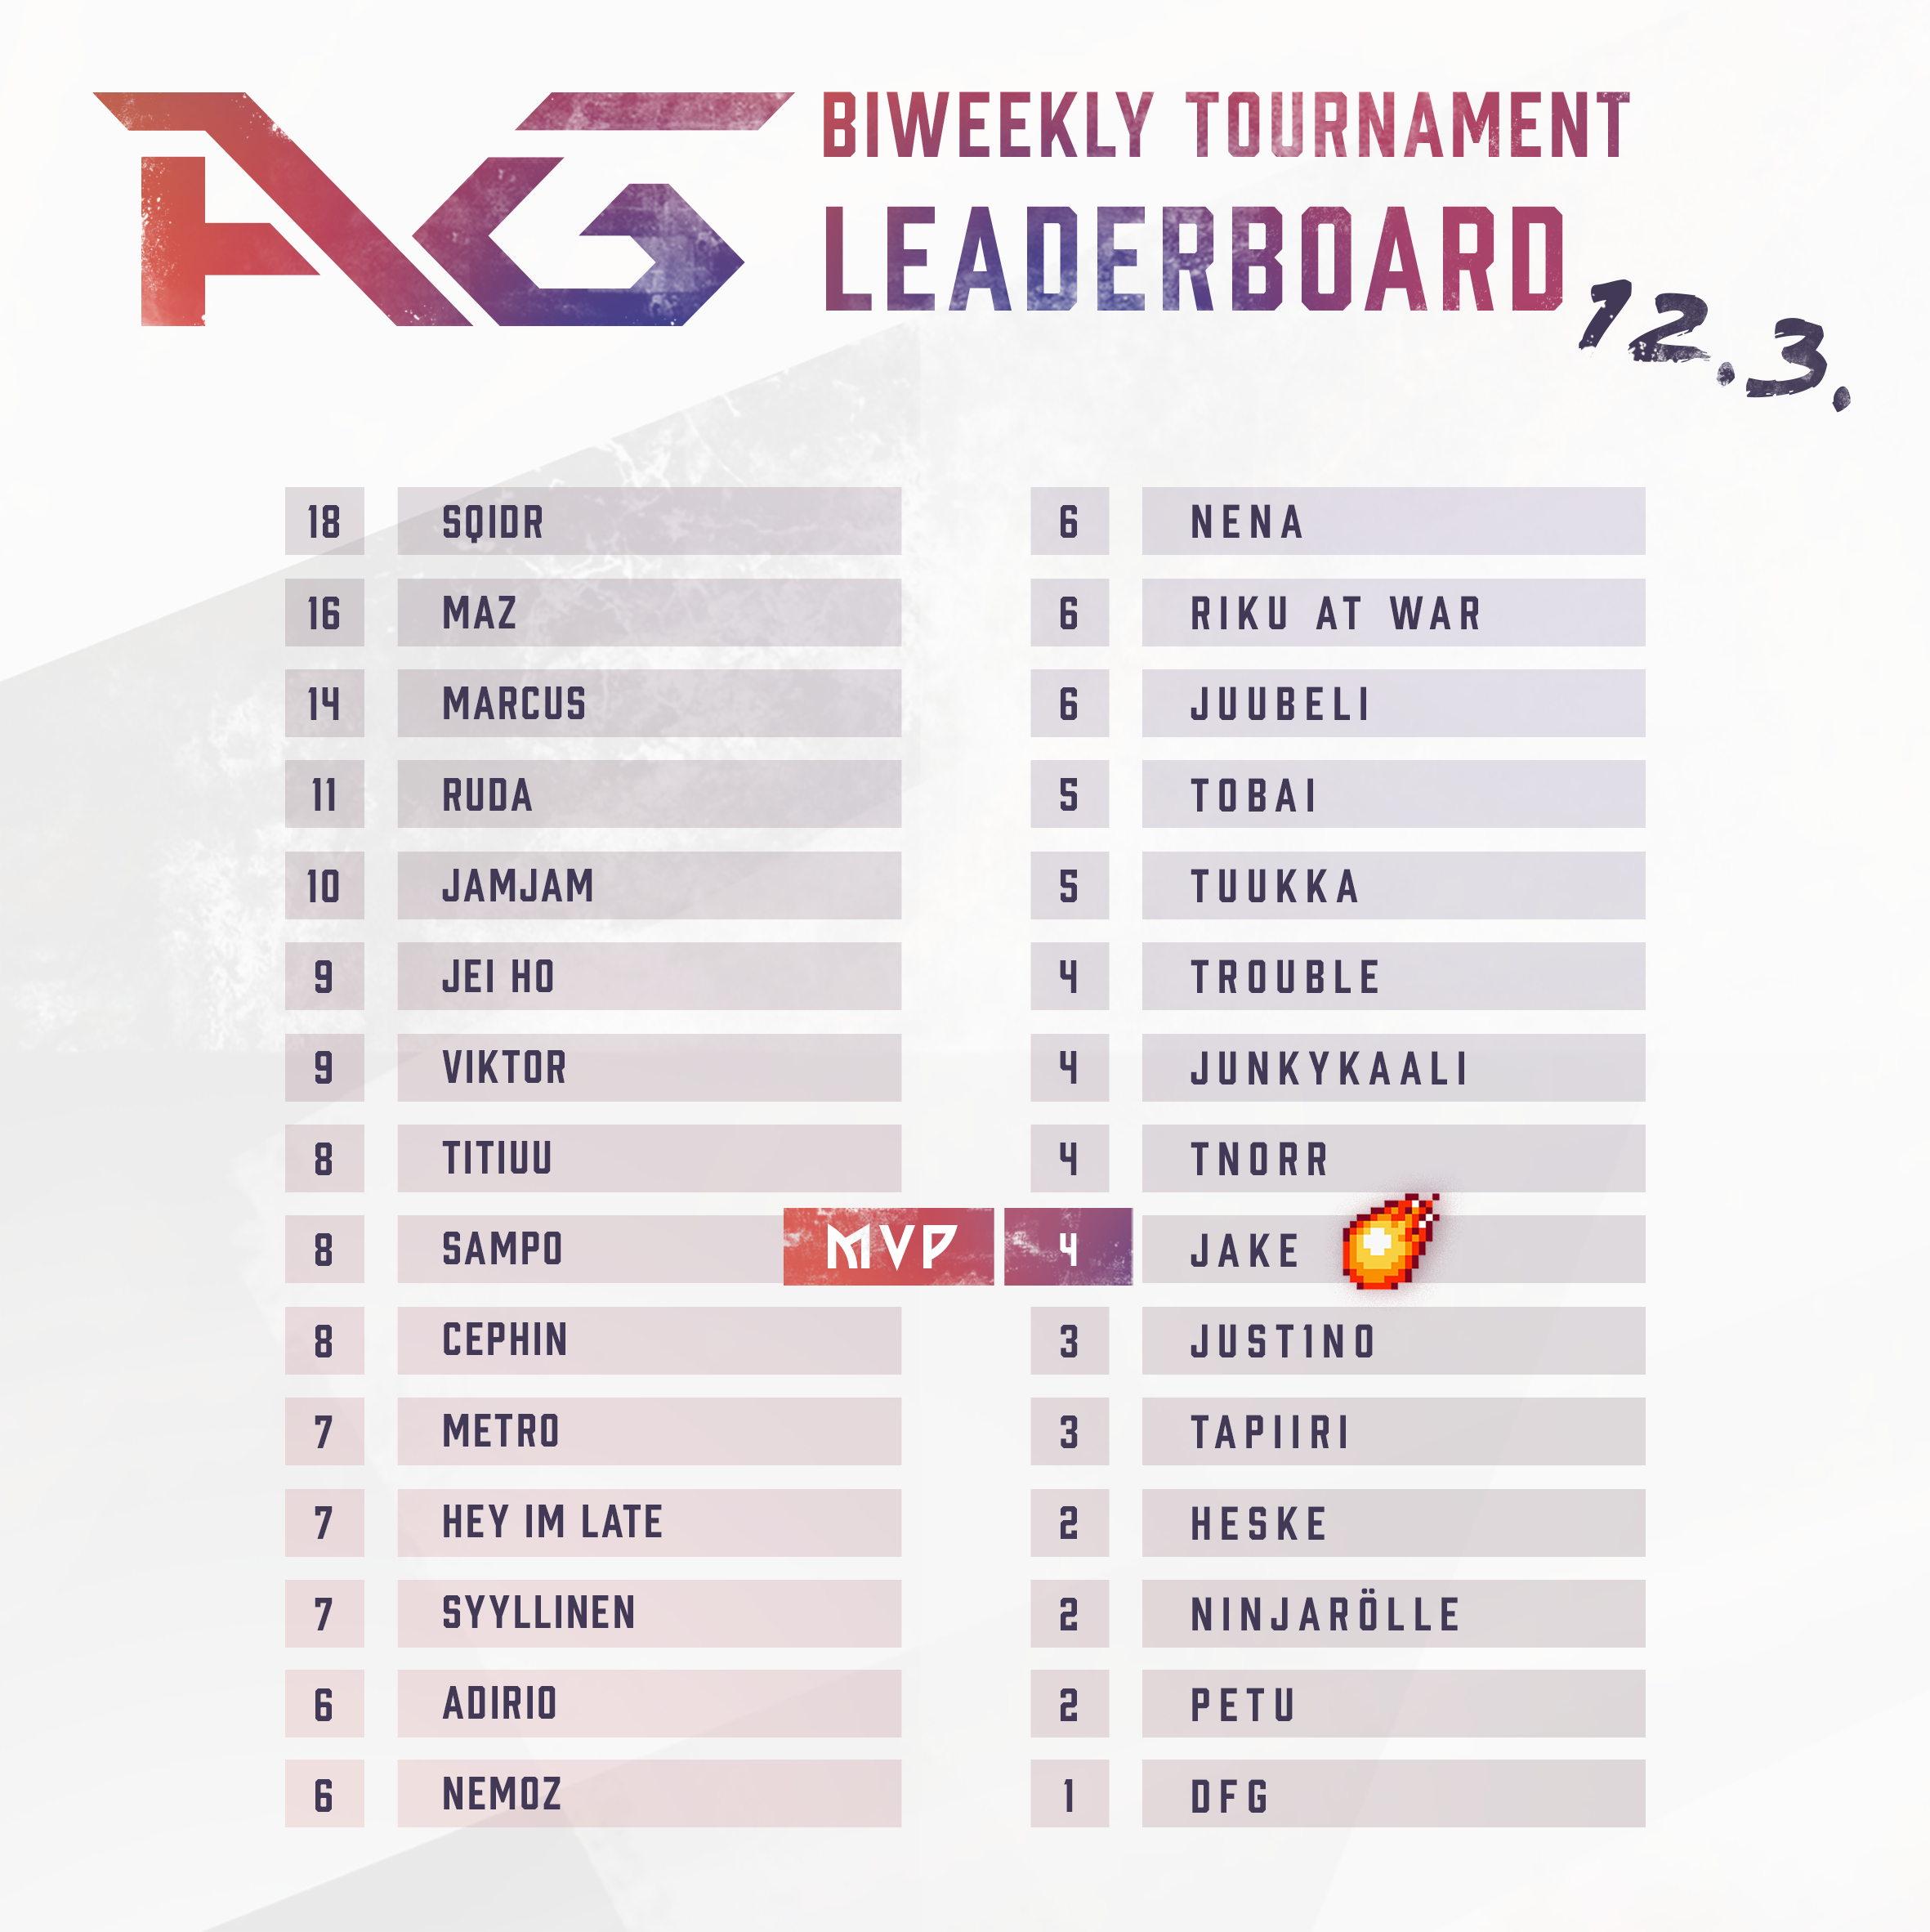 AG
BIWEEKLY TOURNAMENT
LEADERBOARD
12.3.
18 SQIDR
16 MAZ
14 MARCUS
11 RUDA
10 JAMJAM
9 JEI HO
9 VIKTOR
8 TITIUU
8 SAMPO
8 CEPHIN
7 METRO
7 HEY IM LATE
7 SYYLLINEN
6 ADIRIO
6 NEMOZ
6 NENA
6 RIKU AT WAR
6 JUUBELI
5 TOBAI
5 TUUKKA
4 TROUBLE
4 JUNKYKAALI
4 TNORR
MVP 4 JAKE
3 JUST1NO
3 TAPIIRI
2 HESKE
2 NINJARÖLLE
2 PETU
1 DFG